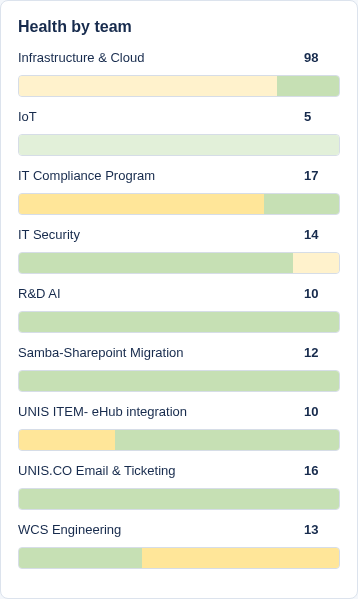 Health by team
Infrastructure & Cloud 98
IoT 5
IT Compliance Program 17
IT Security 14
R&D AI 10
Samba-Sharepoint Migration 12
UNIS ITEM- eHub integration 10
UNIS.CO Email & Ticketing 16
WCS Engineering 13